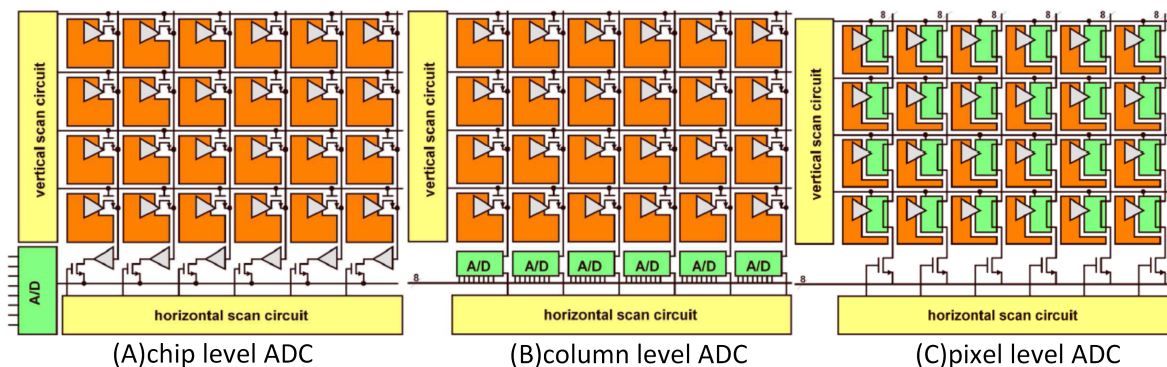 vertical scan circuit
A/D
horizontal scan circuit
(A)chip level ADC
vertical scan circuit
A/D A/D A/D A/D A/D A/D
8
horizontal scan circuit
(B)column level ADC
8 8 8 8 8 8
vertical scan circuit
8
horizontal scan circuit
(C)pixel level ADC